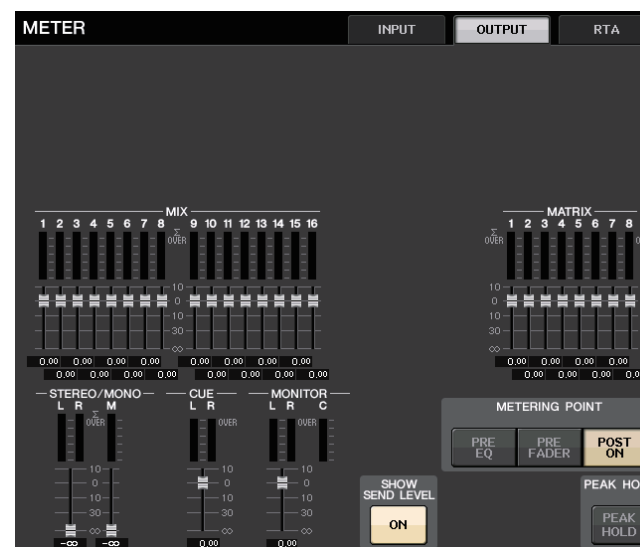 METER INPUT OUTPUT RTA
MIX MATRIX
1 2 3 4 5 6 7 8 Σ OVER 9 10 11 12 13 14 15 16 Σ OVER 1 2 3 4 5 6 7 8
10 10
0 0
10 10
30 30
∞ ∞
0.00 0.00 0.00 0.00 0.00 0.00 0.00 0.00 0.00 0.00 0.00
0.00 0.00 0.00 0.00 0.00 0.00 0.00 0.00 0.00 0.00
STEREO/MONO CUE MONITOR
L R M L R L R C
Σ OVER OVER OVER
METERING POINT
PRE EQ PRE FADER POST ON
10 10 10
0 0 0
10 10 10
30 30 30
∞ ∞ ∞
-∞ -∞ 0.00 0.00
SHOW SEND LEVEL
ON
PEAK HO
PEAK HOLD